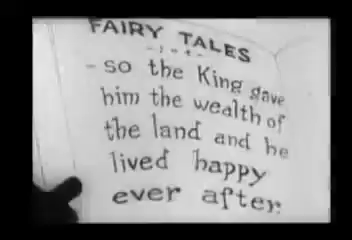 FAIRY TALES
- so the King gave
him the wealth of
the land and he
lived happy
ever after.